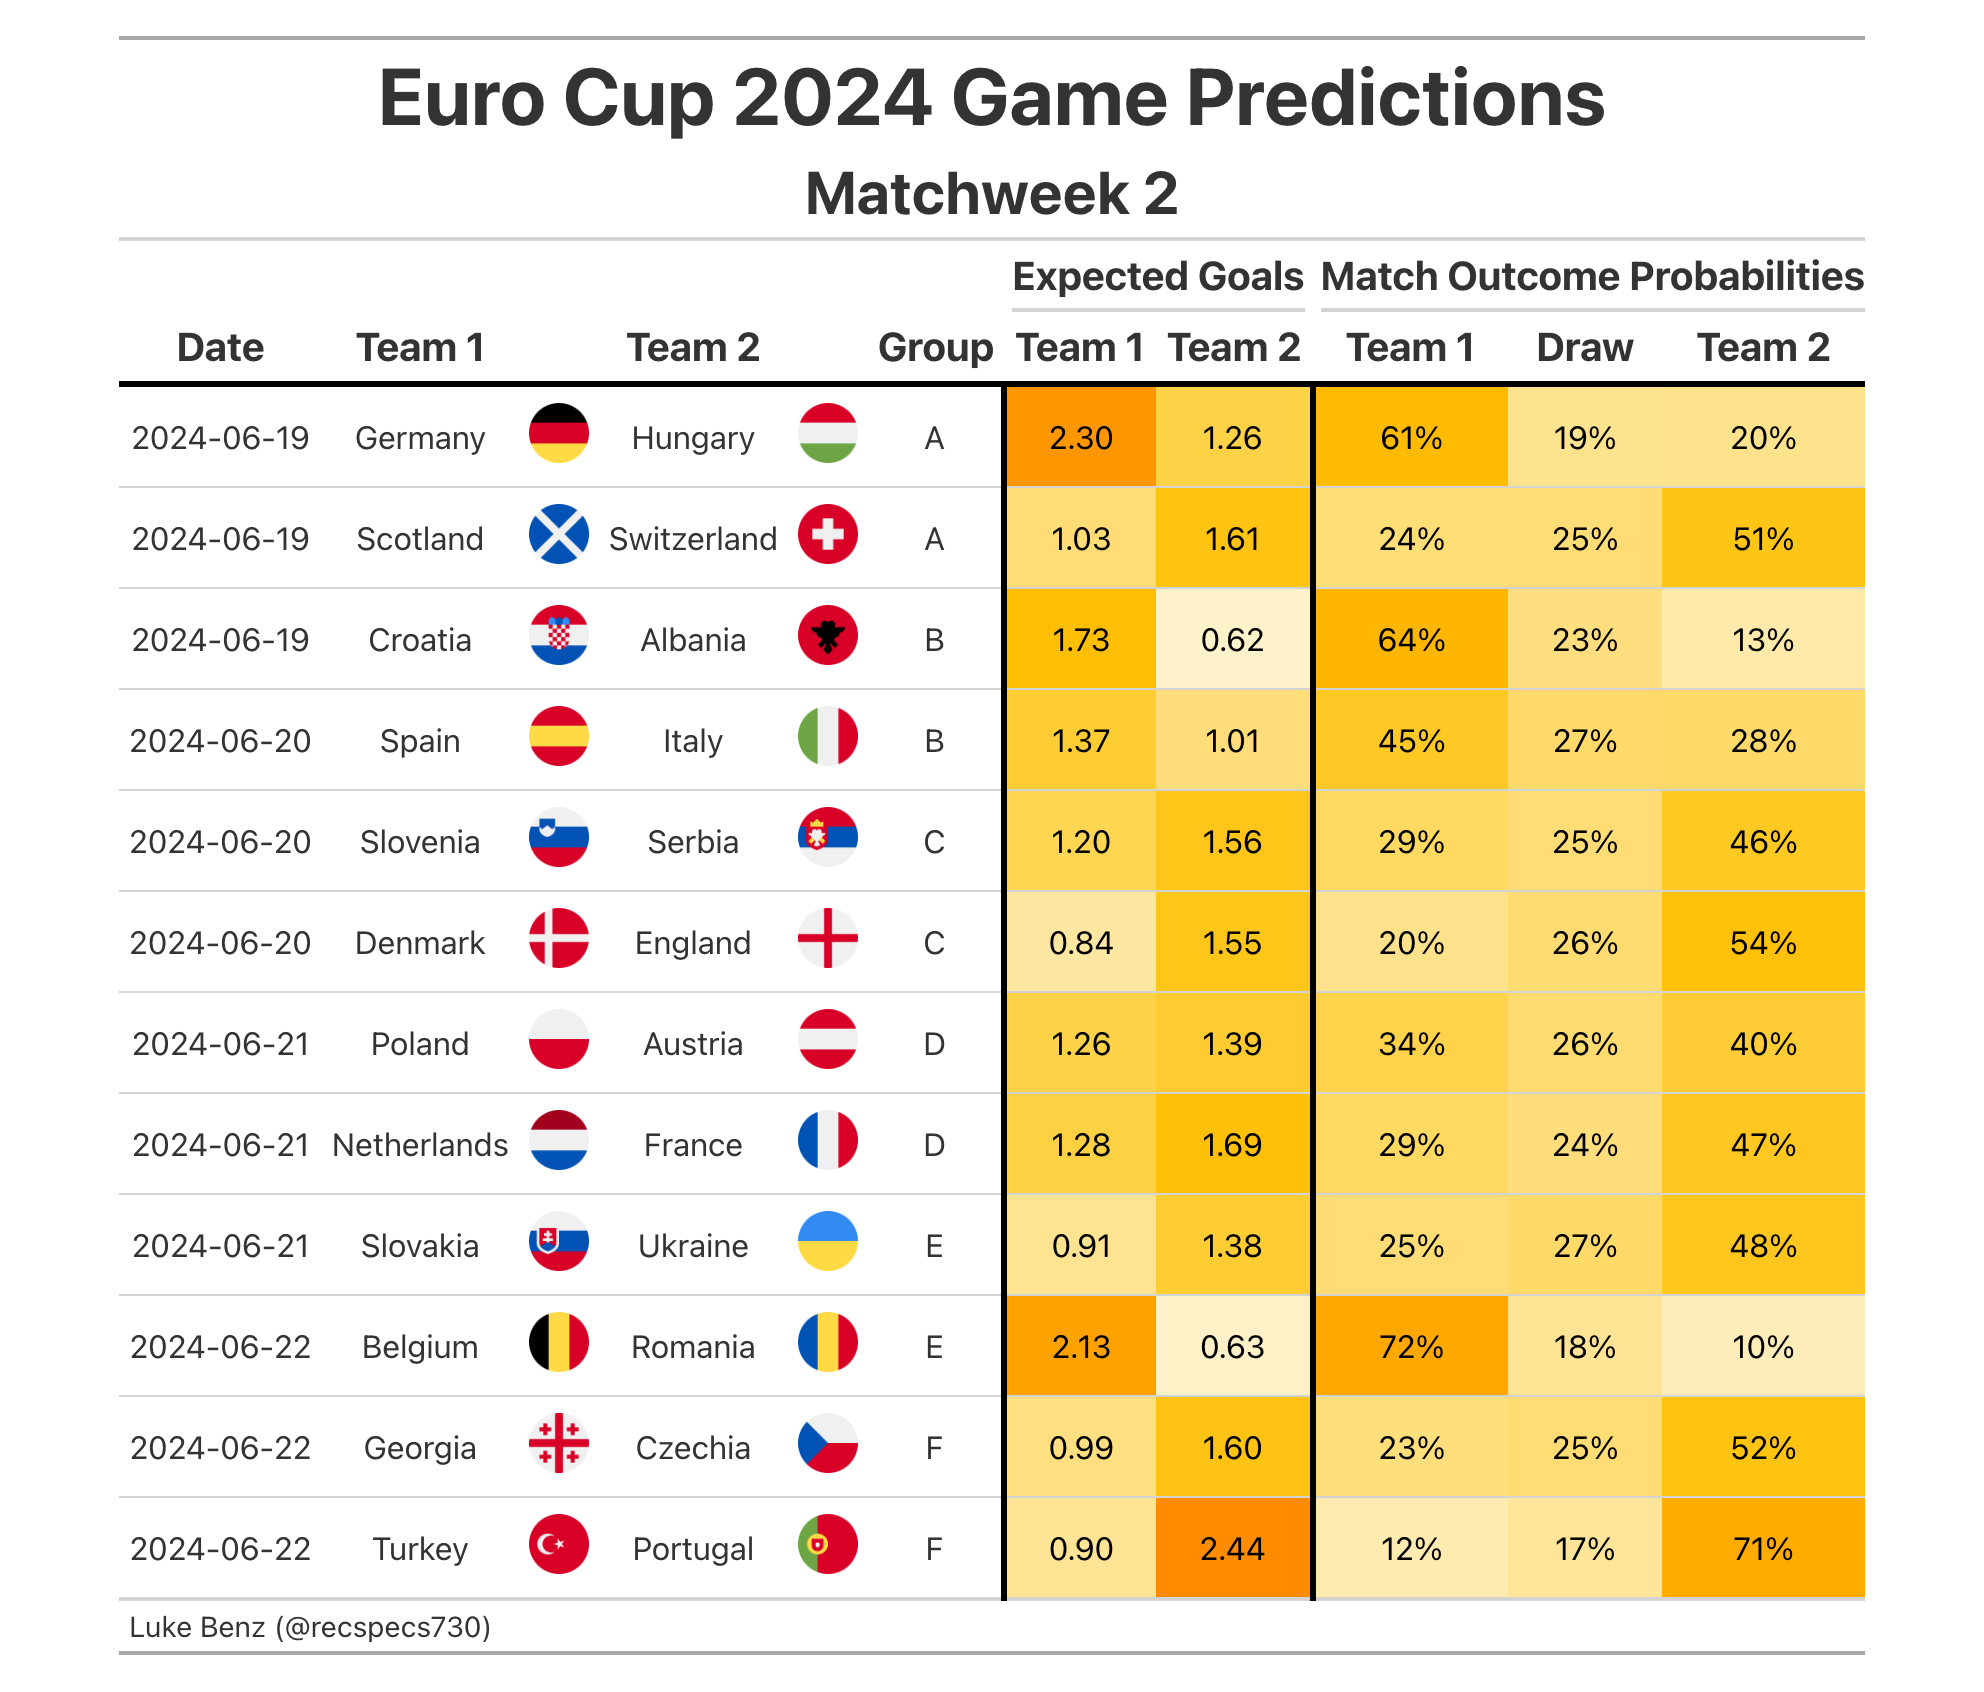 Euro Cup 2024 Game Predictions
Matchweek 2
Expected Goals Match Outcome Probabilities
Date Team 1 Team 2 Group Team 1 Team 2 Team 1 Draw Team 2
2024-06-19 Germany Hungary A 2.30 1.26 61% 19% 20%
2024-06-19 Scotland Switzerland A 1.03 1.61 24% 25% 51%
2024-06-19 Croatia Albania B 1.73 0.62 64% 23% 13%
2024-06-20 Spain Italy B 1.37 1.01 45% 27% 28%
2024-06-20 Slovenia Serbia C 1.20 1.56 29% 25% 46%
2024-06-20 Denmark England C 0.84 1.55 20% 26% 54%
2024-06-21 Poland Austria D 1.26 1.39 34% 26% 40%
2024-06-21 Netherlands France D 1.28 1.69 29% 24% 47%
2024-06-21 Slovakia Ukraine E 0.91 1.38 25% 27% 48%
2024-06-22 Belgium Romania E 2.13 0.63 72% 18% 10%
2024-06-22 Georgia Czechia F 0.99 1.60 23% 25% 52%
2024-06-22 Turkey Portugal F 0.90 2.44 12% 17% 71%
Luke Benz (@recspecs730)